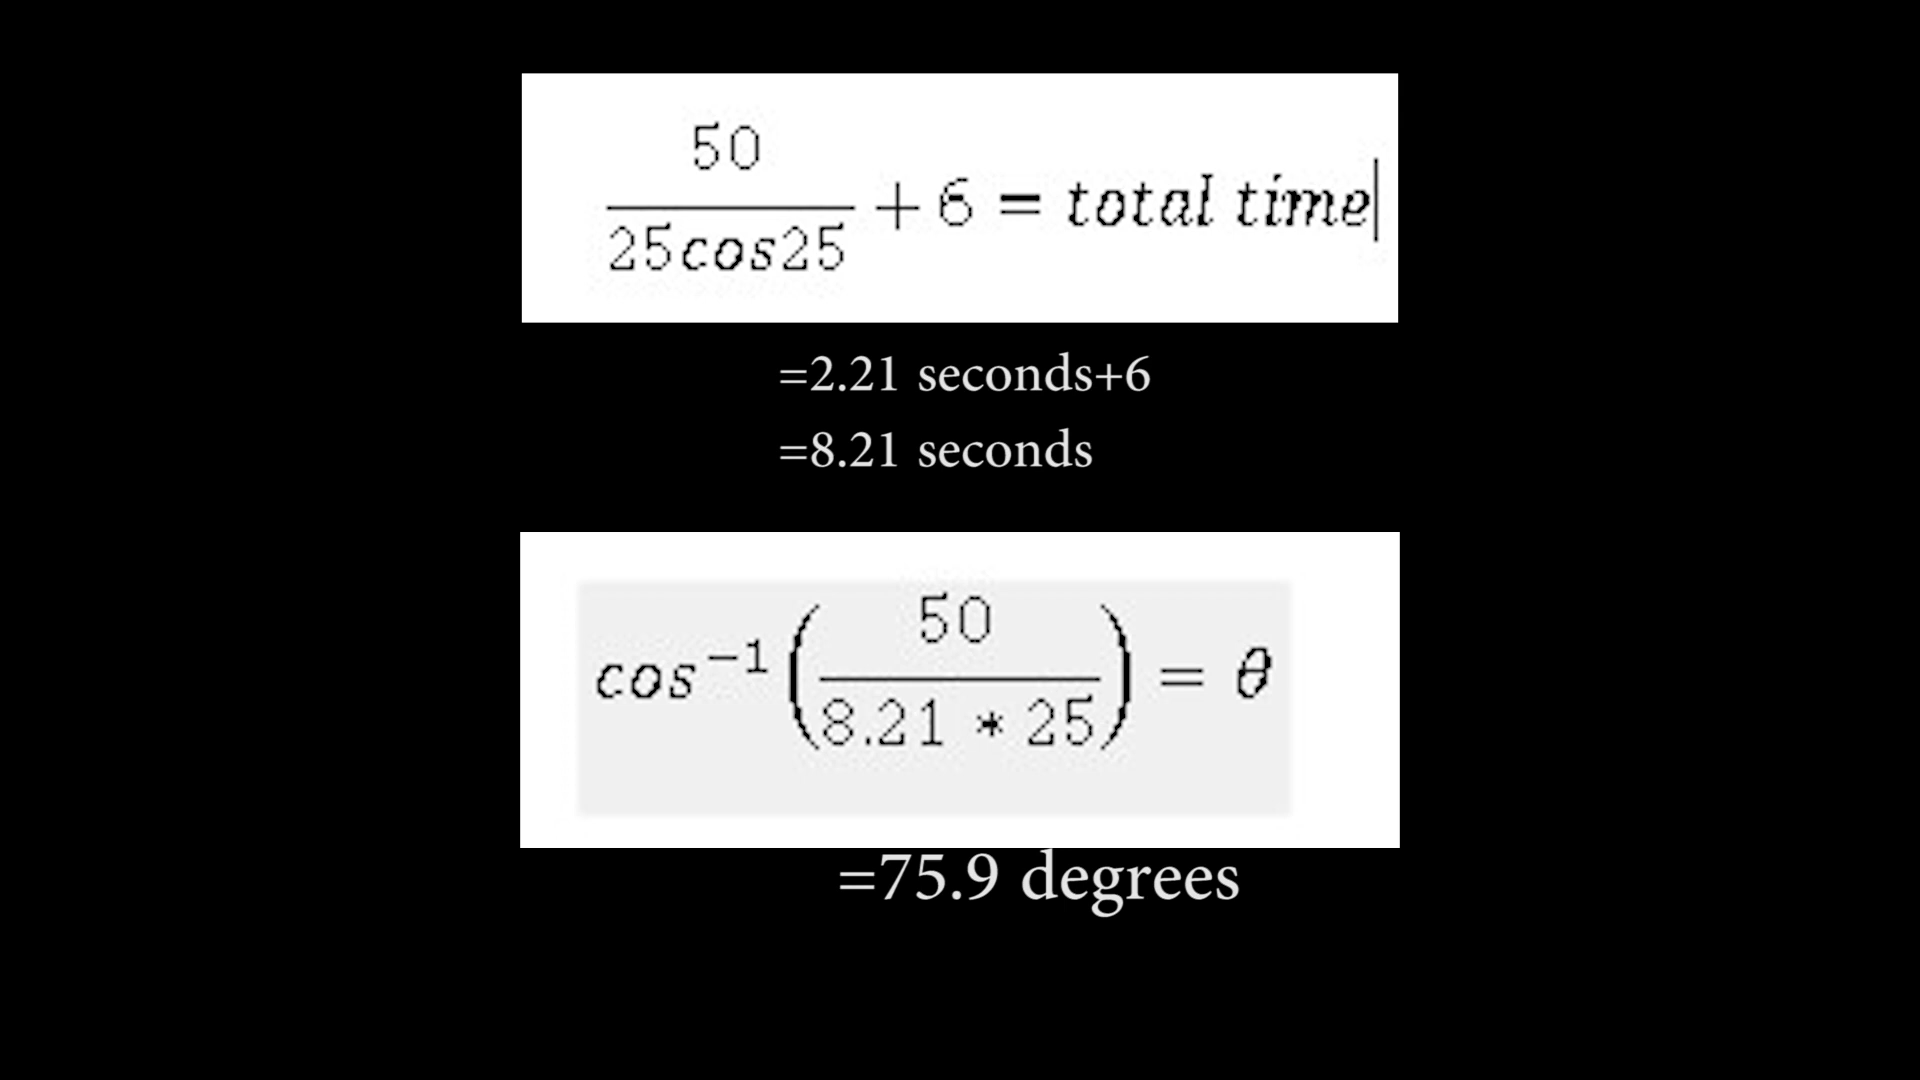 50
25cos25 + 6 = total time
=2.21 seconds+6
=8.21 seconds
cos⁻¹(50
8.21 * 25) = θ
=75.9 degrees